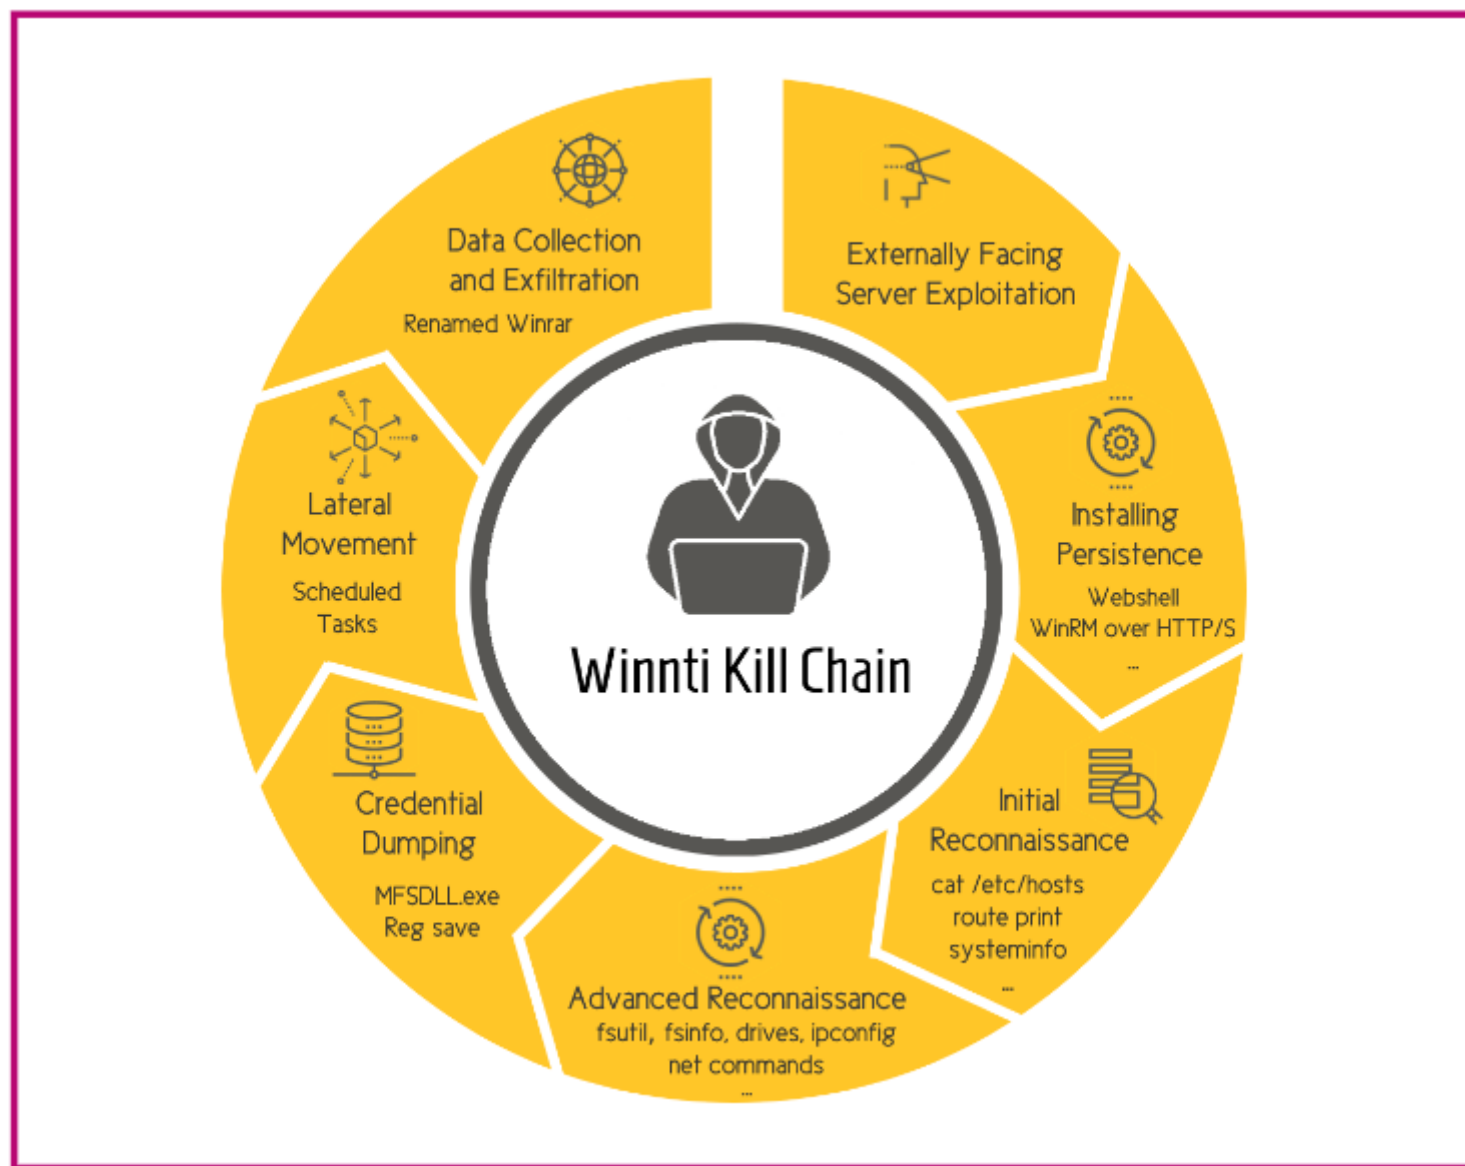 Winnti Kill Chain
Externally Facing
Server Exploitation
Installing
Persistence
Webshell
WinRM over HTTP/S
...
Initial
Reconnaissance
cat /etc/hosts
route print
systeminfo
...
Advanced Reconnaissance
fsutil, fsinfo, drives, ipconfig
net commands
...
Credential
Dumping
MFSDLL.exe
Reg save
Lateral
Movement
Scheduled
Tasks
Data Collection
and Exfiltration
Renamed Winrar